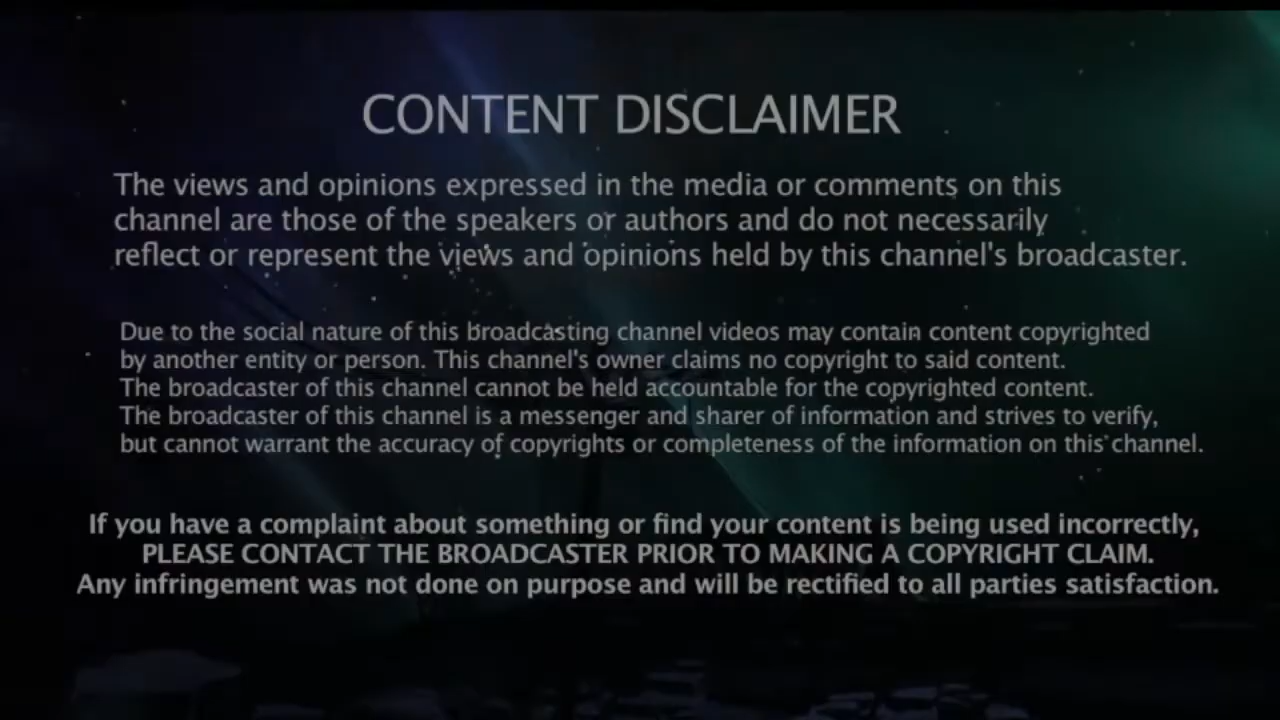 CONTENT DISCLAIMER
The views and opinions expressed in the media or comments on this
channel are those of the speakers or authors and do not necessarily
reflect or represent the views and opinions held by this channel's broadcaster.
Due to the social nature of this broadcasting channel videos may contain content copyrighted
by another entity or person. This channel's owner claims no copyright to said content.
The broadcaster of this channel cannot be held accountable for the copyrighted content.
The broadcaster of this channel is a messenger and sharer of information and strives to verify,
but cannot warrant the accuracy of copyrights or completeness of the information on this channel.
If you have a complaint about something or find your content is being used incorrectly,
PLEASE CONTACT THE BROADCASTER PRIOR TO MAKING A COPYRIGHT CLAIM.
Any infringement was not done on purpose and will be rectified to all parties satisfaction.